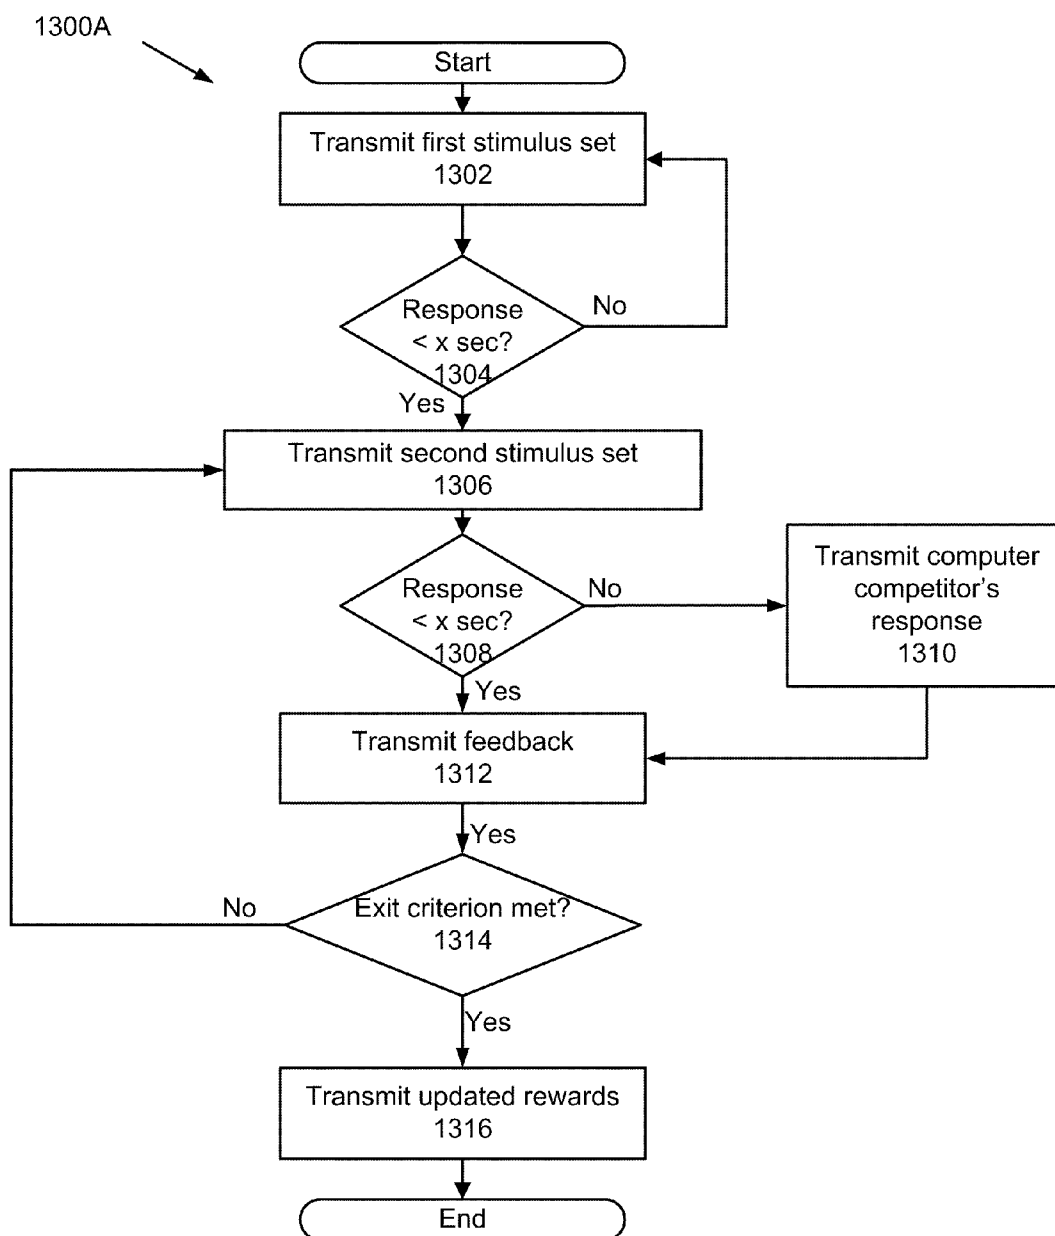 1300A
Start
Transmit first stimulus set
1302
Response
< x sec?
1304
No
Yes
Transmit second stimulus set
1306
Response
< x sec?
1308
No
Transmit computer
competitor's
response
1310
Yes
Transmit feedback
1312
Yes
Exit criterion met?
1314
No
Yes
Transmit updated rewards
1316
End